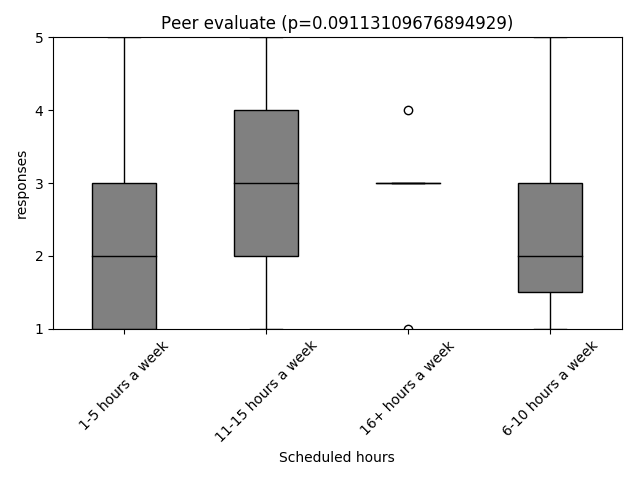 Peer evaluate (p=0.09113109676894929)
5
4
3
2
1
responses
1-5 hours a week
11-15 hours a week
16+ hours a week
6-10 hours a week
Scheduled hours